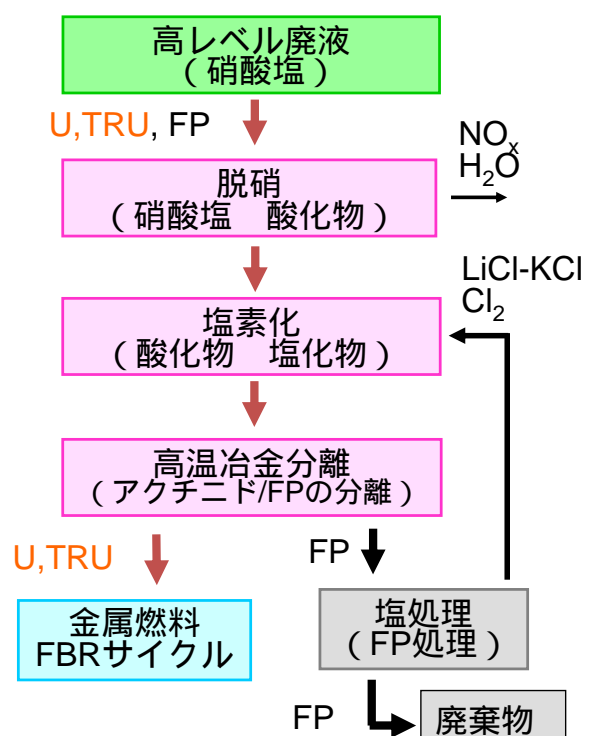 高レベル廃液
（硝酸塩）
U,TRU, FP
NOx
H2O
脱硝
（硝酸塩　酸化物）
LiCl-KCl
Cl2
塩素化
（酸化物　塩化物）
高温冶金分離
（アクチニド/FPの分離）
U,TRU
FP
金属燃料
FBRサイクル
塩処理
（FP処理）
FP
廃棄物